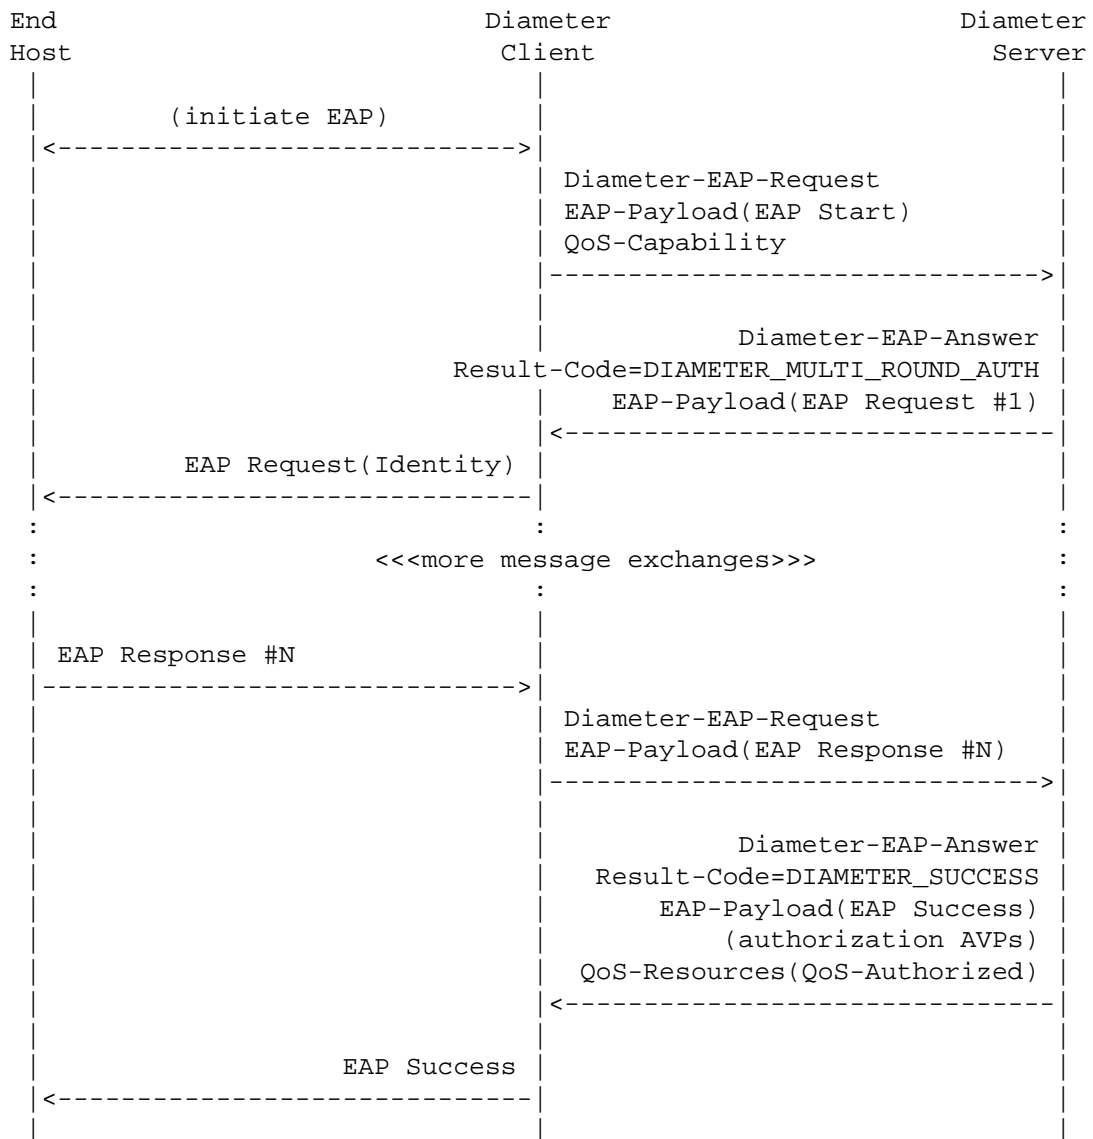 End Diameter Diameter
Host Client Server
(initiate EAP)
Diameter-EAP-Request
EAP-Payload(EAP Start)
QoS-Capability
Diameter-EAP-Answer
Result-Code=DIAMETER_MULTI_ROUND_AUTH
EAP-Payload(EAP Request #1)
EAP Request(Identity)
<<<more message exchanges>>>
EAP Response #N
Diameter-EAP-Request
EAP-Payload(EAP Response #N)
Diameter-EAP-Answer
Result-Code=DIAMETER_SUCCESS
EAP-Payload(EAP Success)
(authorization AVPs)
QoS-Resources(QoS-Authorized)
EAP Success